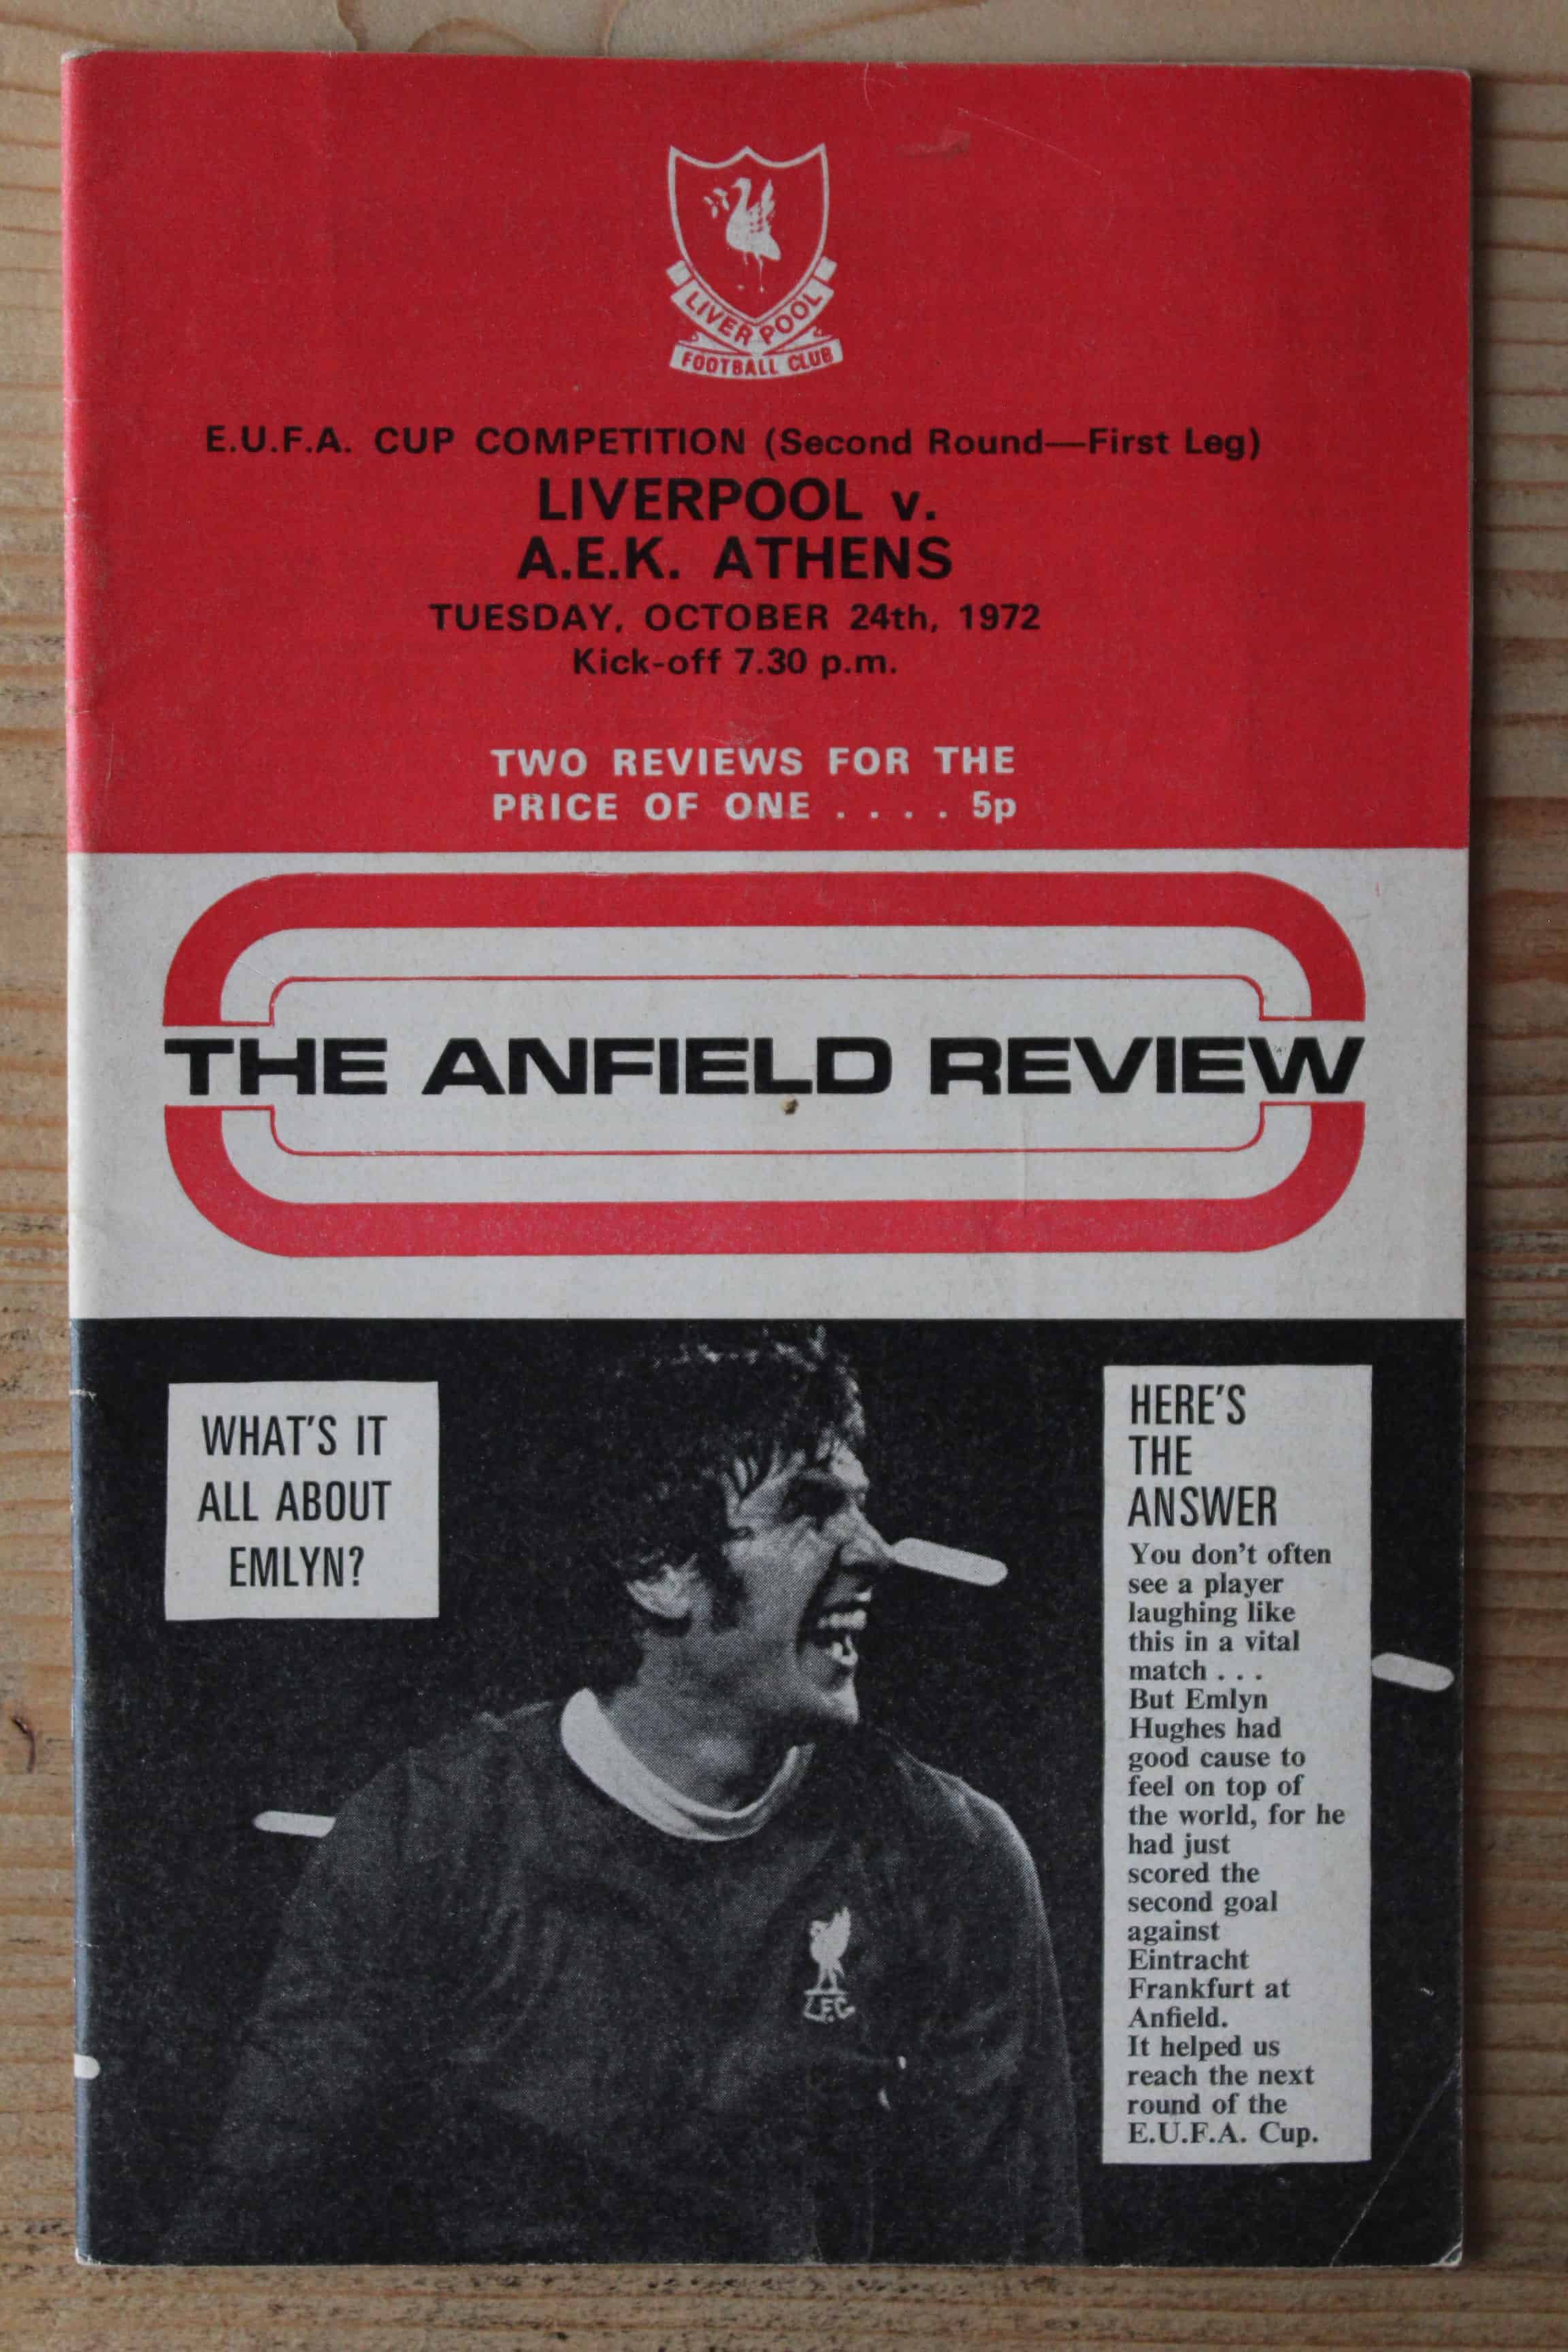 LIVERPOOL
FOOTBALL CLUB
E.U.F.A. CUP COMPETITION (Second Round—First Leg)
LIVERPOOL v.
A.E.K. ATHENS
TUESDAY, OCTOBER 24th, 1972
Kick-off 7.30 p.m.
TWO REVIEWS FOR THE
PRICE OF ONE . . . . 5p
THE ANFIELD REVIEW
WHAT'S IT
ALL ABOUT
EMLYN?
HERE'S
THE
ANSWER
You don't often
see a player
laughing like
this in a vital
match . . .
But Emlyn
Hughes had
good cause to
feel on top of
the world, for he
had just
scored the
second goal
against
Eintracht
Frankfurt at
Anfield.
It helped us
reach the next
round of the
E.U.F.A. Cup.
L.F.C